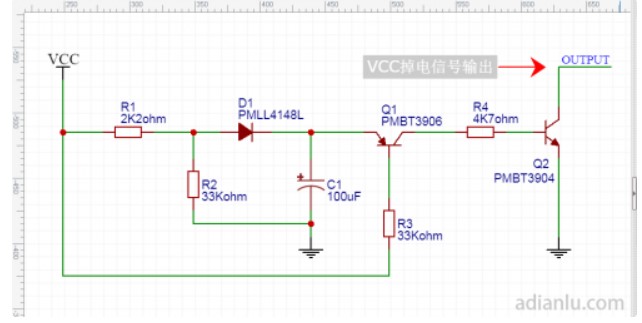 250
300
350
400
450
500
550
600
650
VCC
VCC掉电信号输出
OUTPUT
R1
2K2ohm
D1
PMLL4148L
Q1
PMBT3906
R4
4K7ohm
Q2
PMBT3904
R2
33Kohm
+
C1
100uF
R3
33Kohm
adianlu.com